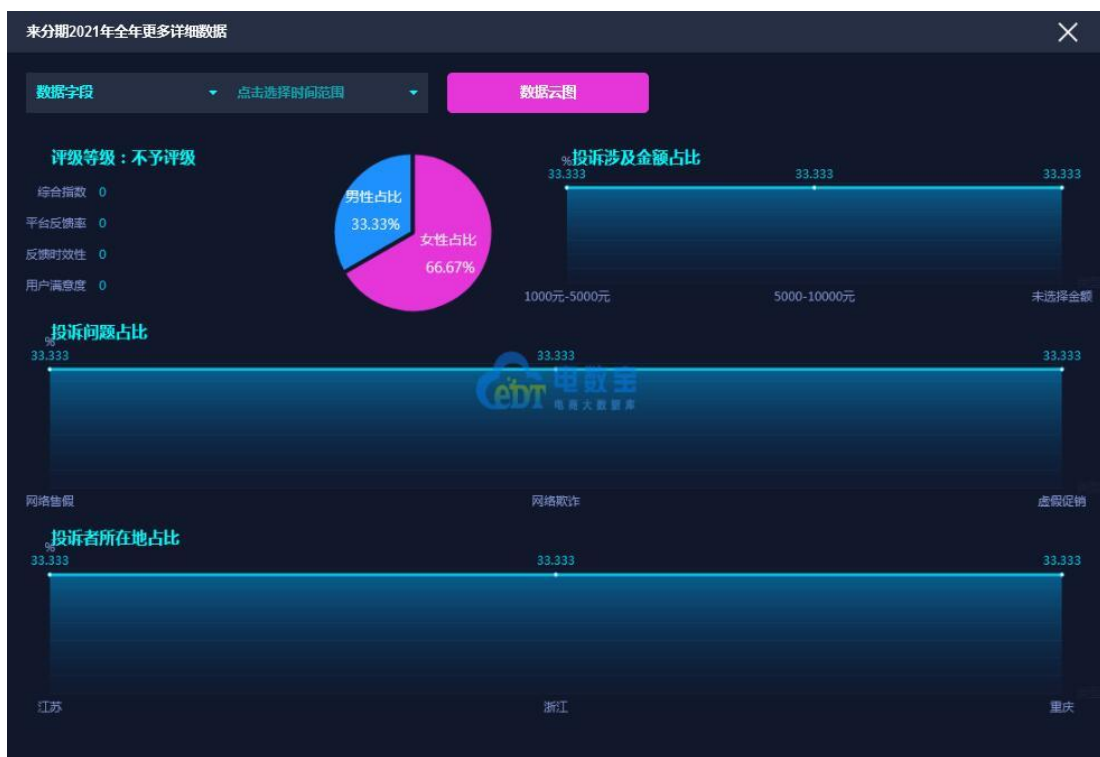 来分期2021年全年更多详细数据
数据字段
点击选择时间范围
数据云图
评级等级：不予评级
综合指数 0
平台反馈率 0
反馈时效性 0
用户满意度 0
男性占比
33.33%
女性占比
66.67%
%投诉涉及金额占比
33.333 33.333 33.333
1000元-5000元 5000-10000元 未选择金额
投诉问题占比
%
33.333 33.333 33.333
eDT 电数宝
电商大数据库
网络售假 网络欺诈 虚假促销
投诉者所在地占比
%
33.333 33.333 33.333
江苏 浙江 重庆